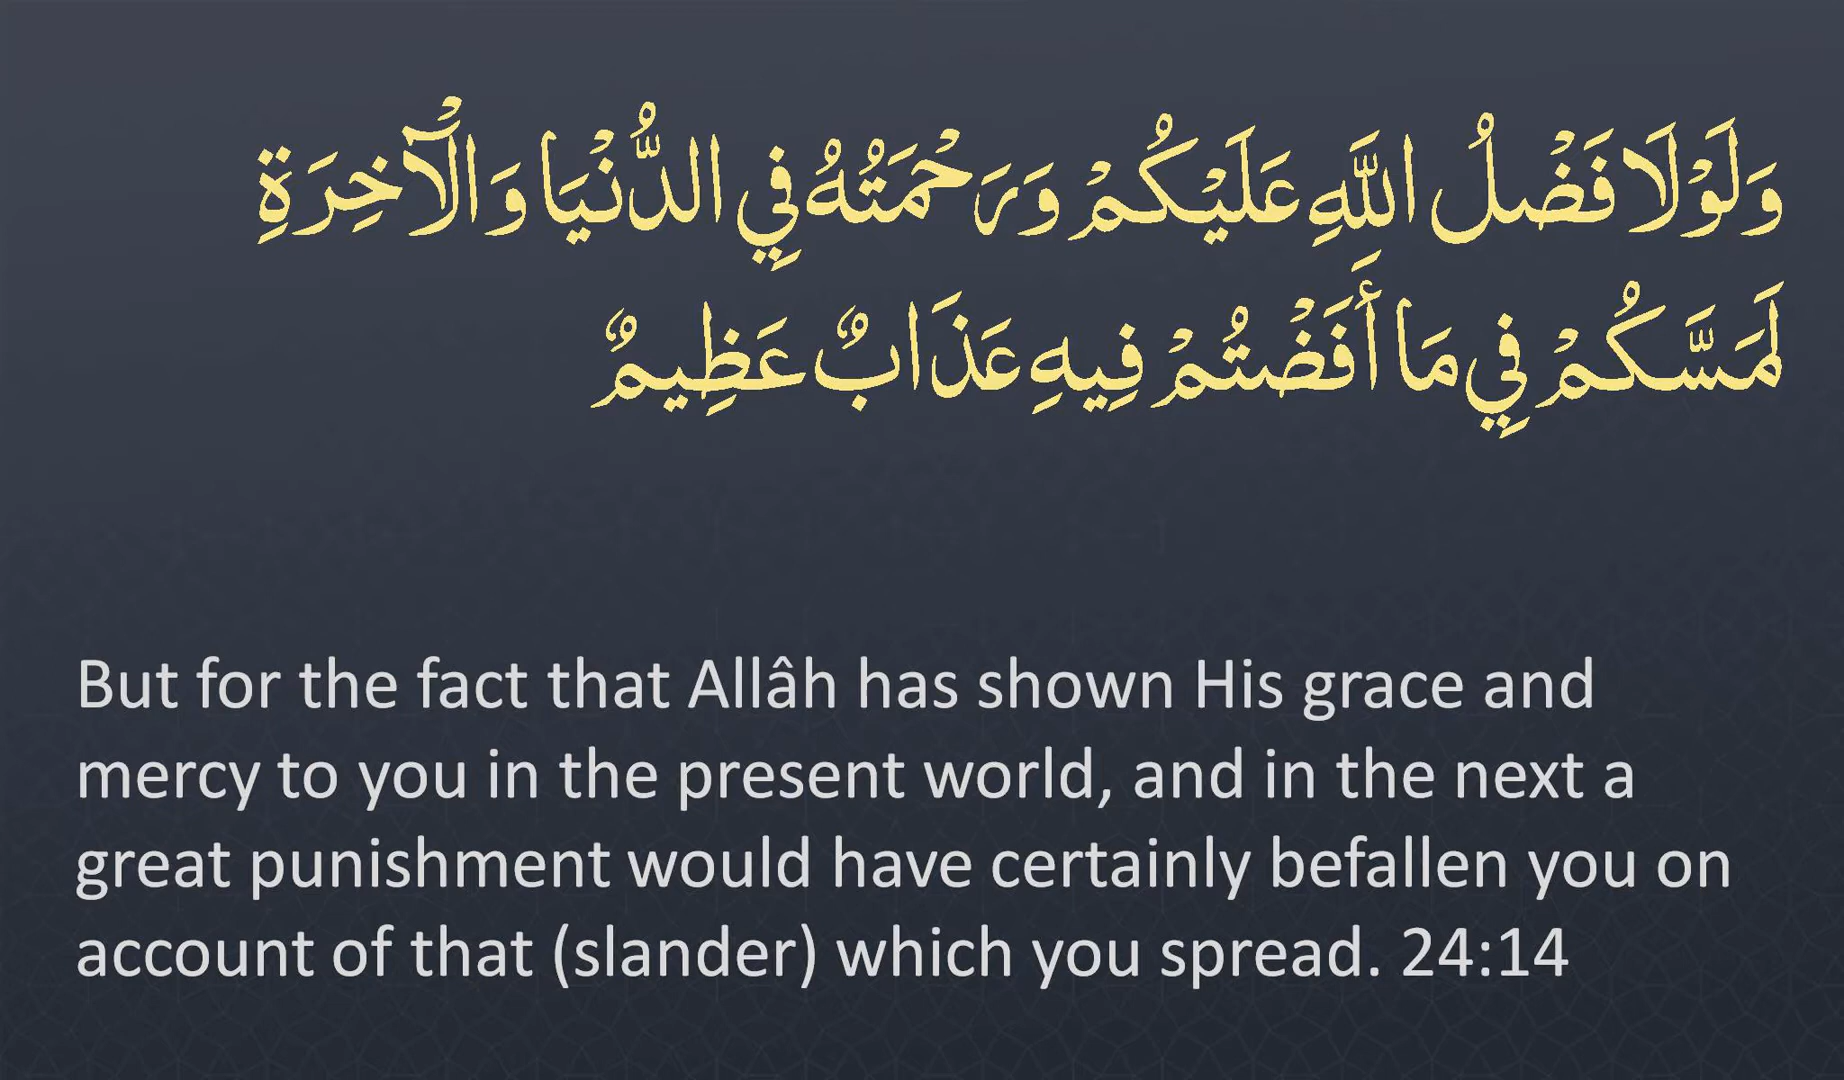 وَلَوْلَا فَضْلُ اللَّهِ عَلَيْكُمْ وَرَحْمَتُهُ فِي الدُّنْيَا وَالْآخِرَةِ
لَمَسَّكُمْ فِي مَا أَفَضْتُمْ فِيهِ عَذَابٌ عَظِيمٌ
But for the fact that Allâh has shown His grace and
mercy to you in the present world, and in the next a
great punishment would have certainly befallen you on
account of that (slander) which you spread. 24:14